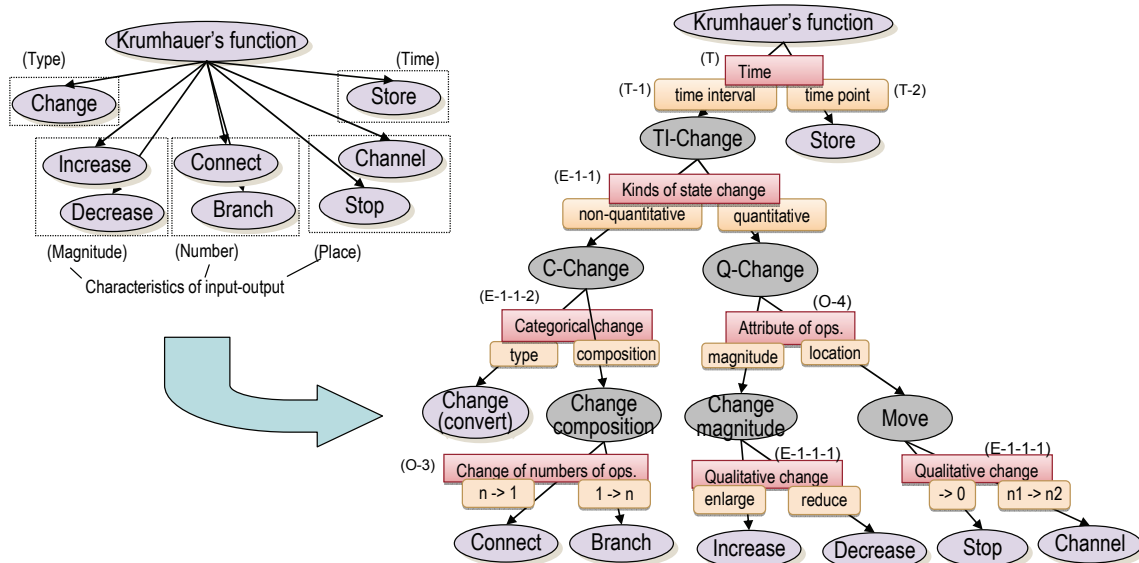 Krumhauer's function
(Type)
(Time)
Change
Store
Increase
Connect
Channel
Decrease
Branch
Stop
(Magnitude)
(Number)
(Place)
Characteristics of input-output
Krumhauer's function
(T)
Time
(T-1)
time interval
time point
(T-2)
TI-Change
Store
(E-1-1)
Kinds of state change
non-quantitative
quantitative
C-Change
Q-Change
(E-1-1-2)
(O-4)
Categorical change
Attribute of ops.
type
composition
magnitude
location
Change
(convert)
Change
composition
Change
magnitude
Move
(O-3)
Change of numbers of ops.
(E-1-1-1)
Qualitative change
(E-1-1-1)
Qualitative change
n -> 1
1 -> n
enlarge
reduce
-> 0
n1 -> n2
Connect
Branch
Increase
Decrease
Stop
Channel